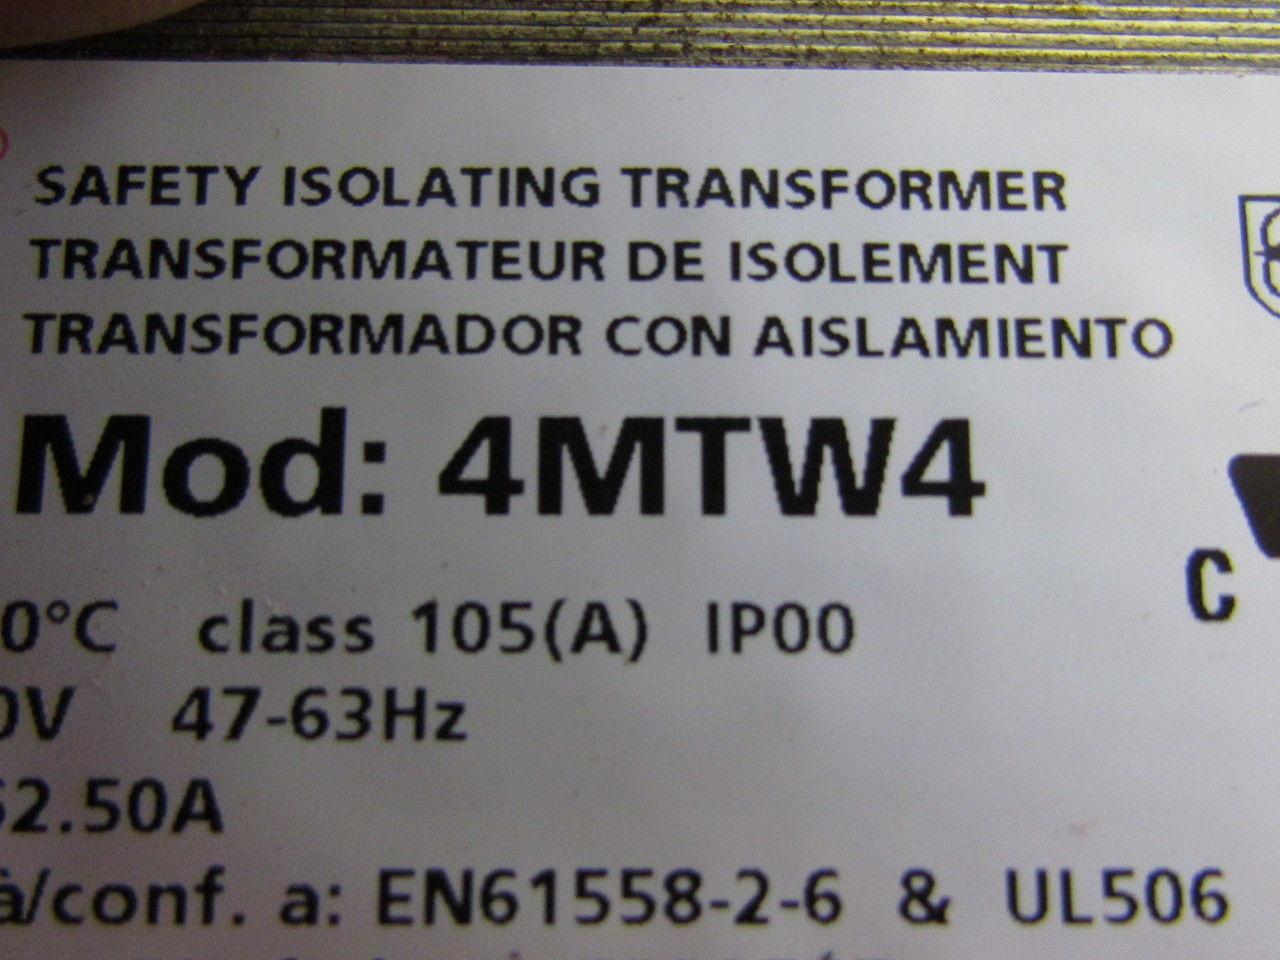 SAFETY ISOLATING TRANSFORMER
TRANSFORMATEUR DE ISOLEMENT
TRANSFORMADOR CON AISLAMIENTO
Mod: 4MTW4
C
0°C class 105(A) IP00
0V 47-63Hz
62.50A
à/conf. a: EN61558-2-6 & UL506